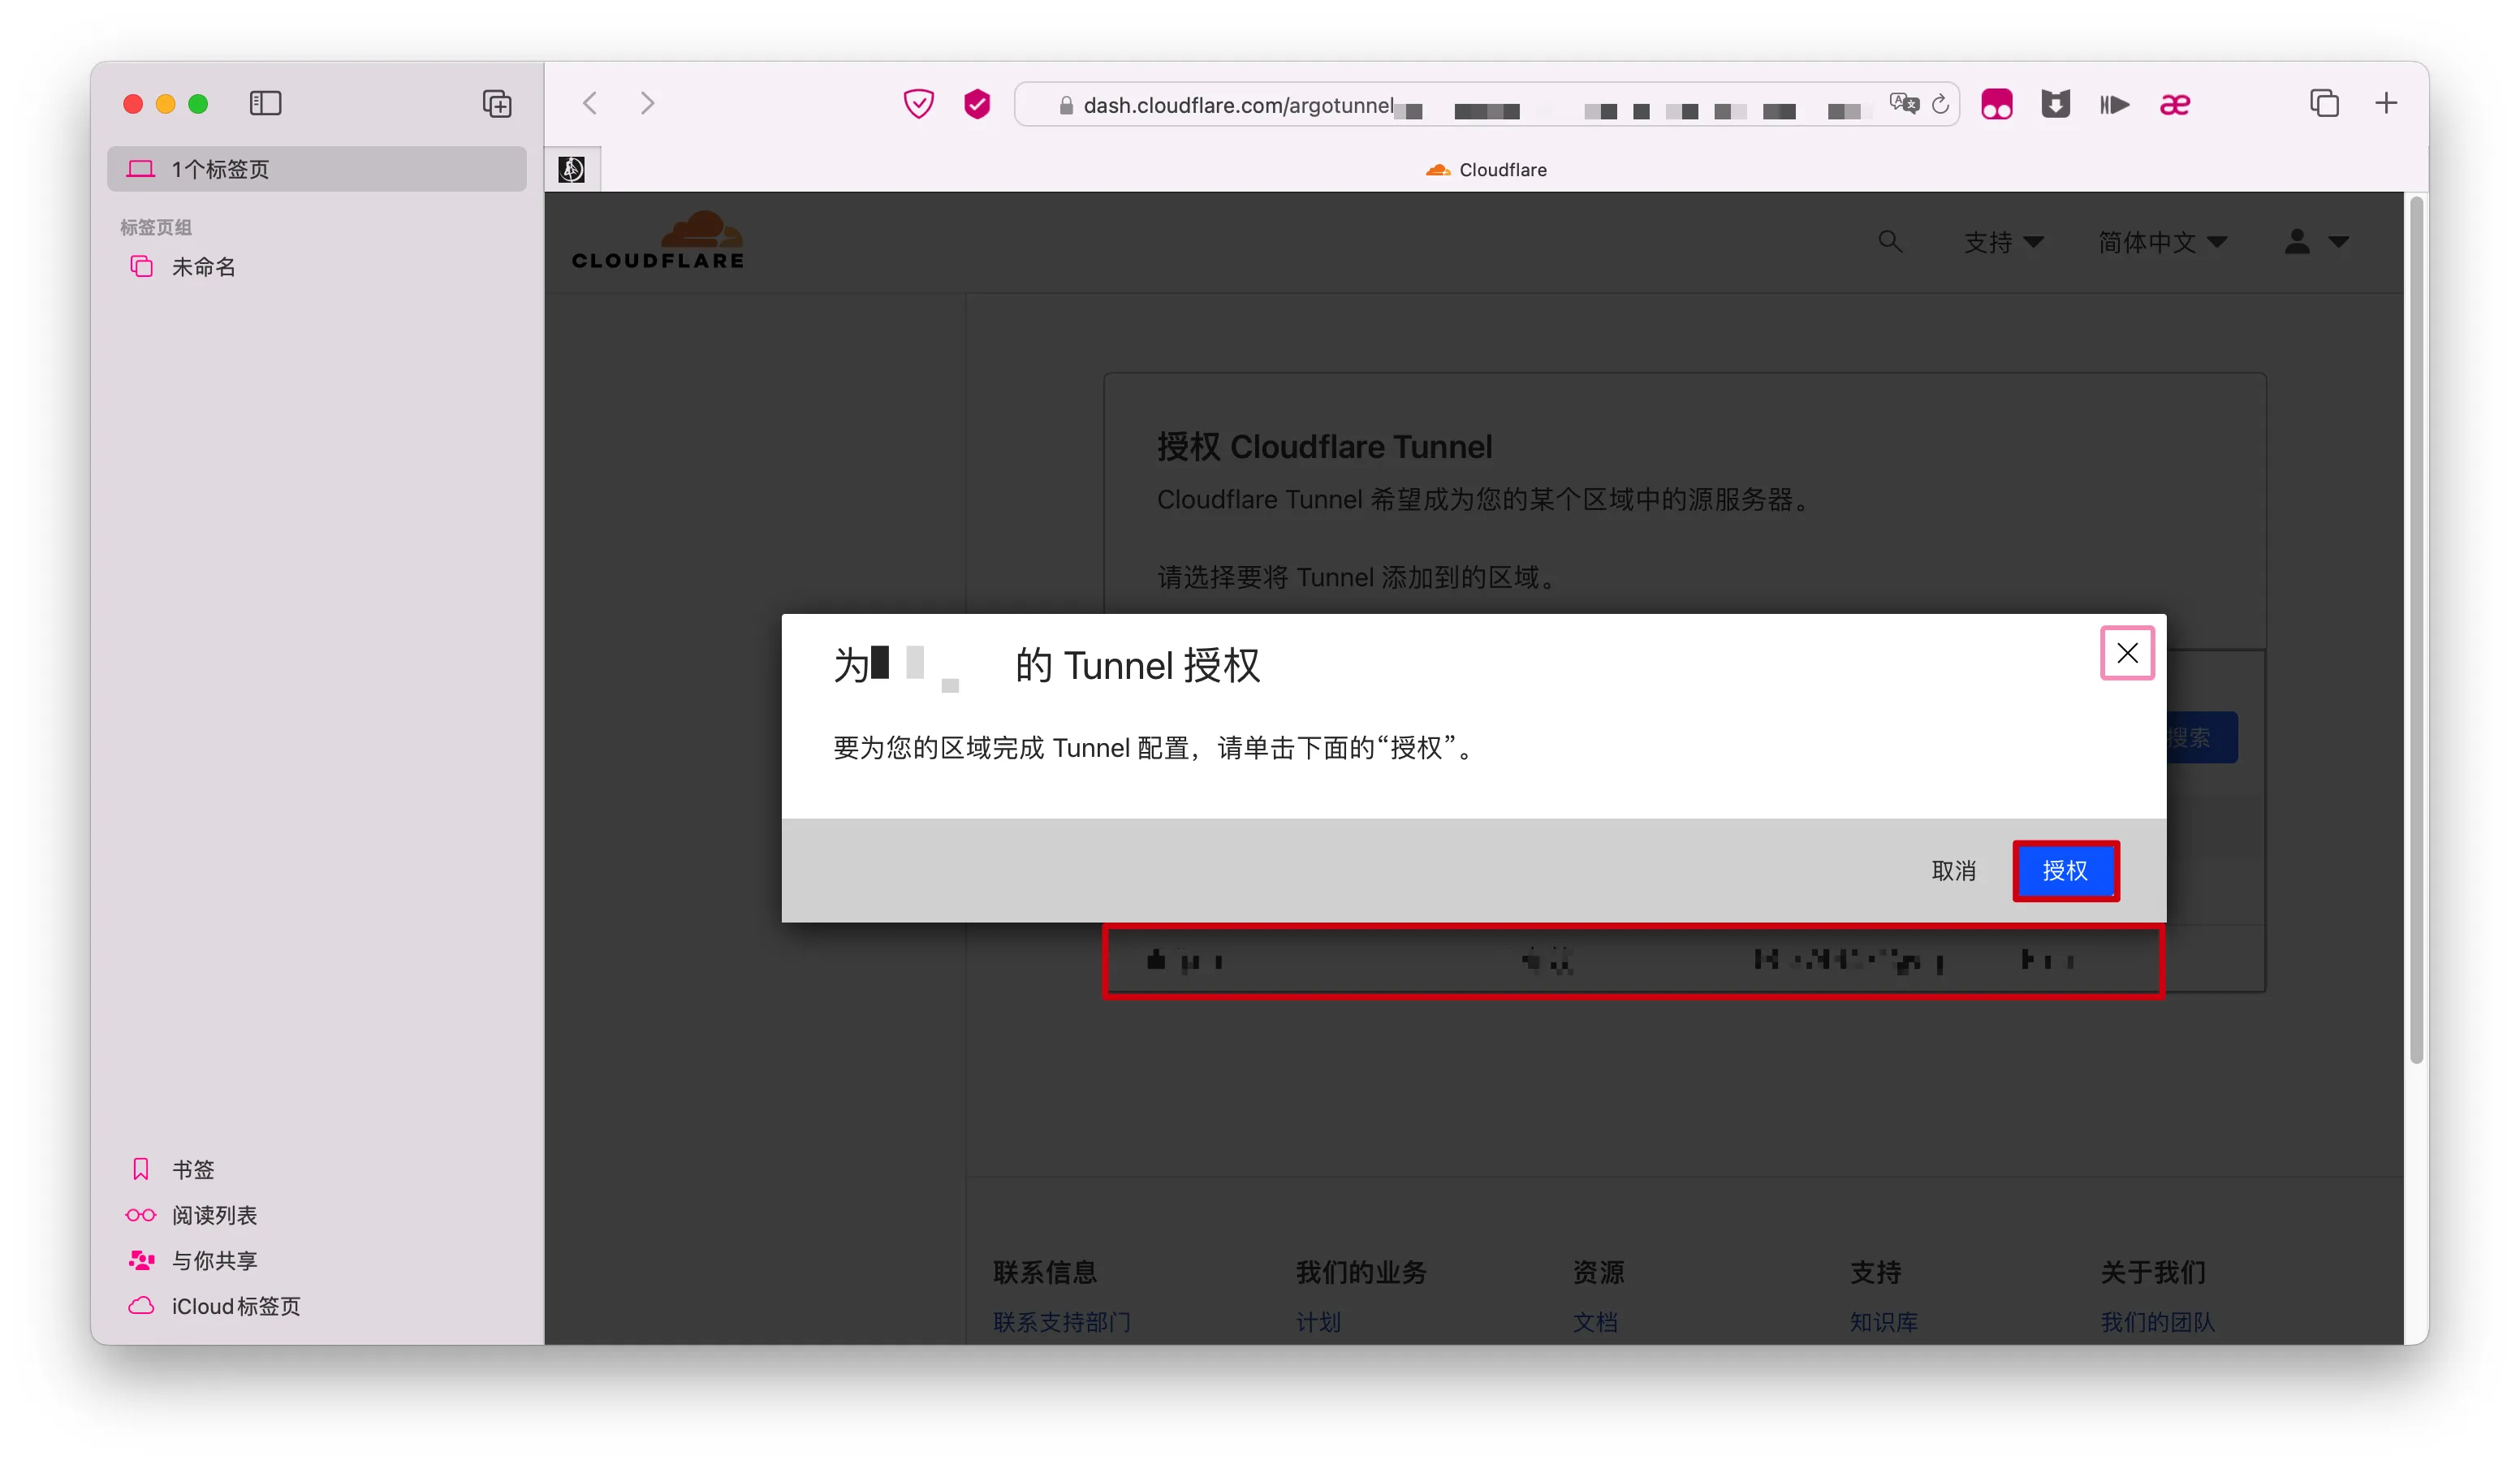 dash.cloudflare.com/argotunnel
1个标签页
Cloudflare
标签页组
未命名
CLOUDFLARE
支持
简体中文
授权 Cloudflare Tunnel
Cloudflare Tunnel 希望成为您的某个区域中的源服务器。
请选择要将 Tunnel 添加到的区域。
为 的 Tunnel 授权
要为您的区域完成 Tunnel 配置，请单击下面的“授权”。
搜索
取消
授权
书签
阅读列表
与你共享
iCloud标签页
联系信息
我们的业务
资源
支持
关于我们
联系支持部门
计划
文档
知识库
我们的团队